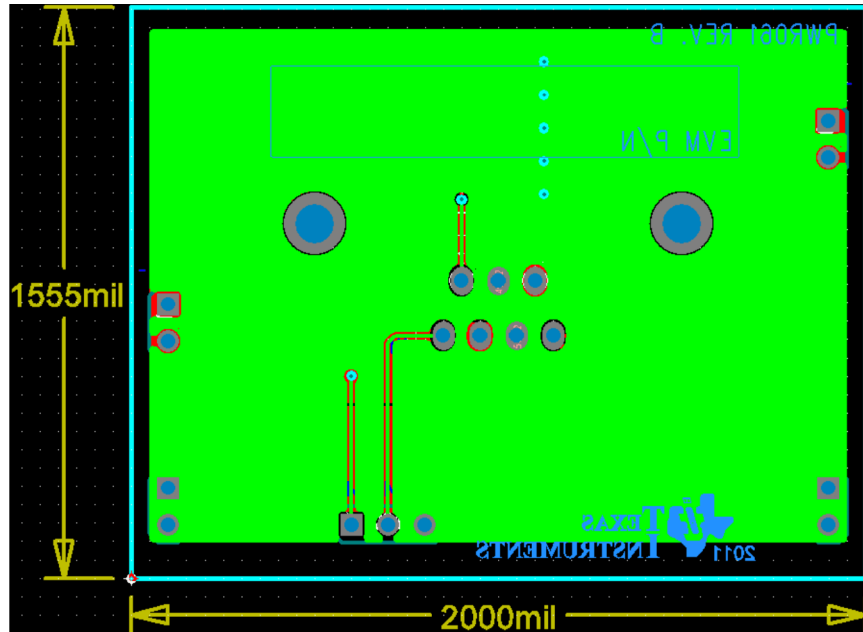 PWR061 REV. B
EVM P/N
1555mil
TEXAS
INSTRUMENTS
2011
2000mil